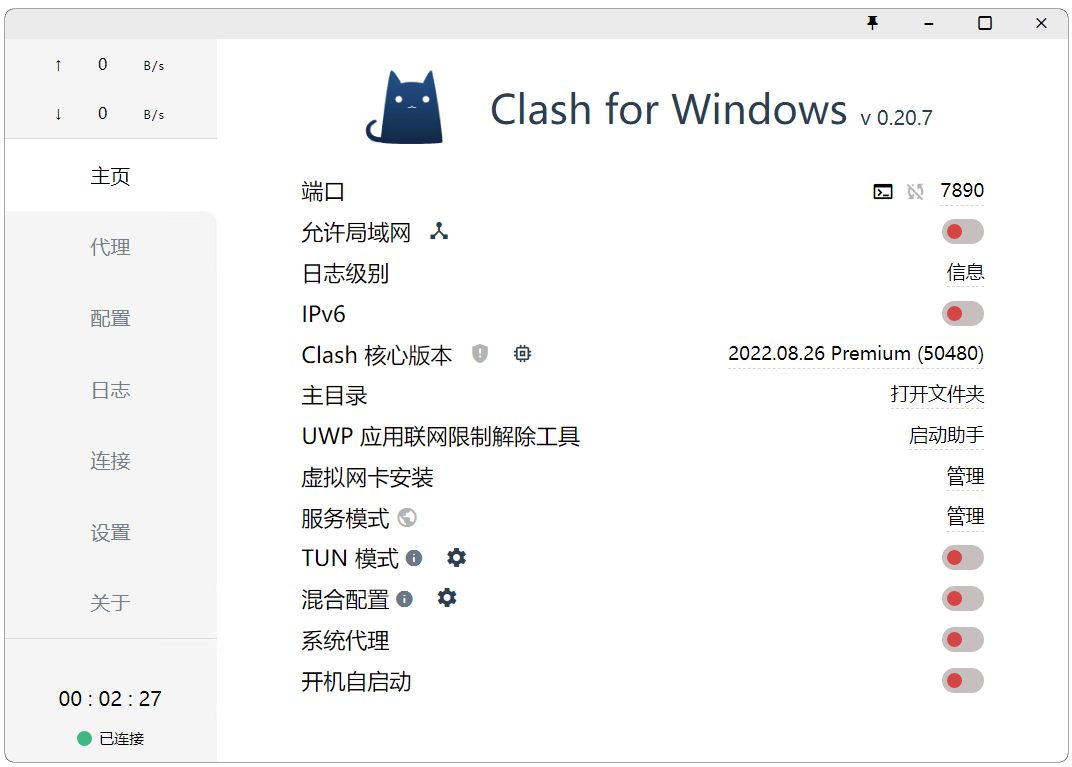 ↑ 0 B/s
↓ 0 B/s
主页
代理
配置
日志
连接
设置
关于
00 : 02 : 27
已连接
Clash for Windows v 0.20.7
端口 7890
允许局域网
日志级别 信息
IPv6
Clash 核心版本 2022.08.26 Premium (50480)
主目录 打开文件夹
UWP 应用联网限制解除工具 启动助手
虚拟网卡安装 管理
服务模式 管理
TUN 模式
混合配置
系统代理
开机自启动